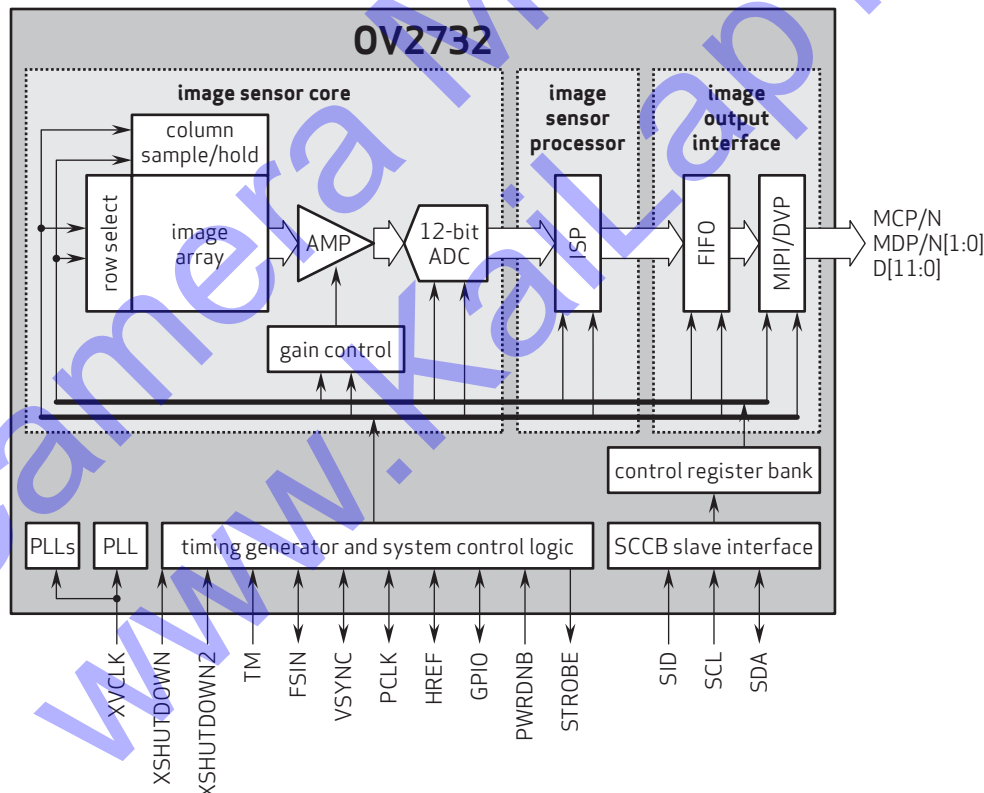 OV2732
image sensor core
image
sensor
processor
image
output
interface
column
sample/hold
row select
image
array
AMP
12-bit
ADC
gain control
ISP
FIFO
MIPI/DVP
MCP/N
MDP/N[1:0]
D[11:0]
control register bank
PLLs
PLL
timing generator and system control logic
SCCB slave interface
XVCLK
XSHUTDOWN
XSHUTDOWN2
TM
FSIN
VSYNC
PCLK
HREF
GPIO
PWRDNB
STROBE
SID
SCL
SDA
camera M
www.KaiLap